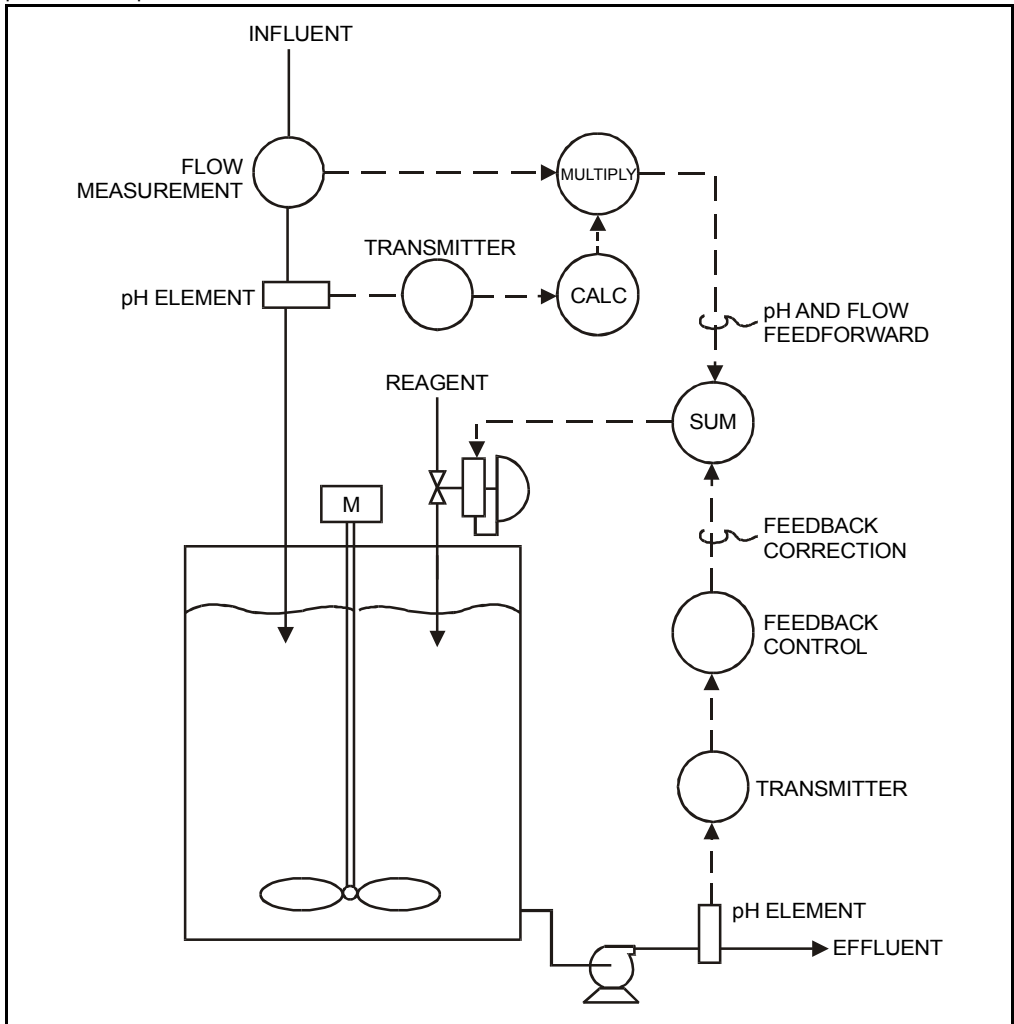 INFLUENT
FLOW
MEASUREMENT
MULTIPLY
TRANSMITTER
pH ELEMENT
CALC
pH AND FLOW
FEEDFORWARD
REAGENT
SUM
M
FEEDBACK
CORRECTION
FEEDBACK
CONTROL
TRANSMITTER
pH ELEMENT
EFFLUENT